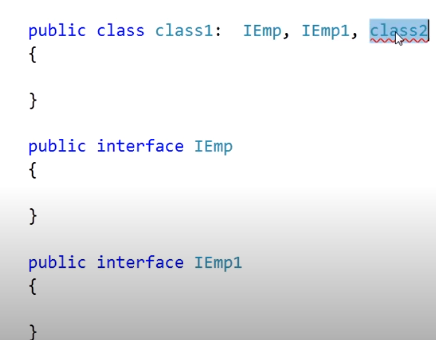 public class class1:  IEmp, IEmp1, class2
{
}
public interface IEmp
{
}
public interface IEmp1
{
}